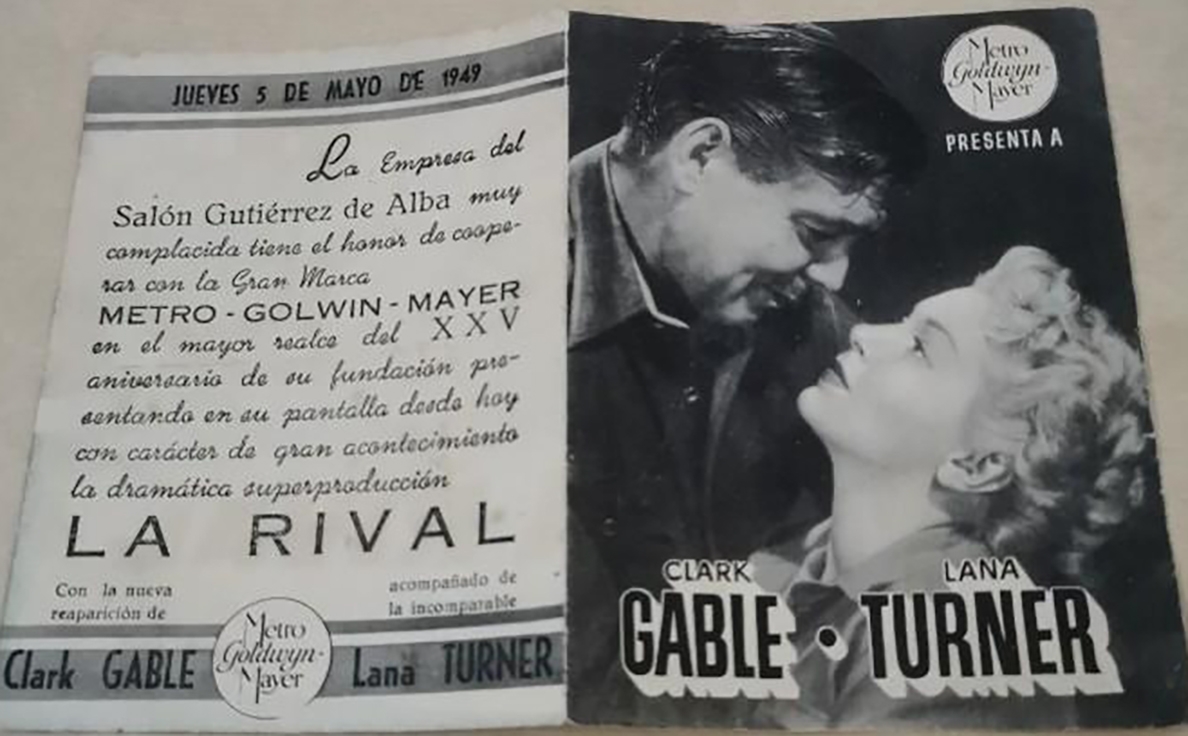 JUEVES 5 DE MAYO DE 1949
La Empresa del
Salón Gutiérrez de Alba muy
complacida tiene el honor de coope-
rar con la Gran Marca
METRO - GOLWIN - MAYER
en el mayor realce del XXV
aniversario de su fundación pre-
sentando en su pantalla desde hoy
con carácter de gran acontecimiento
la dramática superproducción
LA RIVAL
Con la nueva
reaparición de
acompañado de
la incomparable
Clark GABLE
Metro
Goldwyn-
Mayer
Lana TURNER
Metro
Goldwyn-
Mayer
PRESENTA A
CLARK
GABLE
•
LANA
TURNER